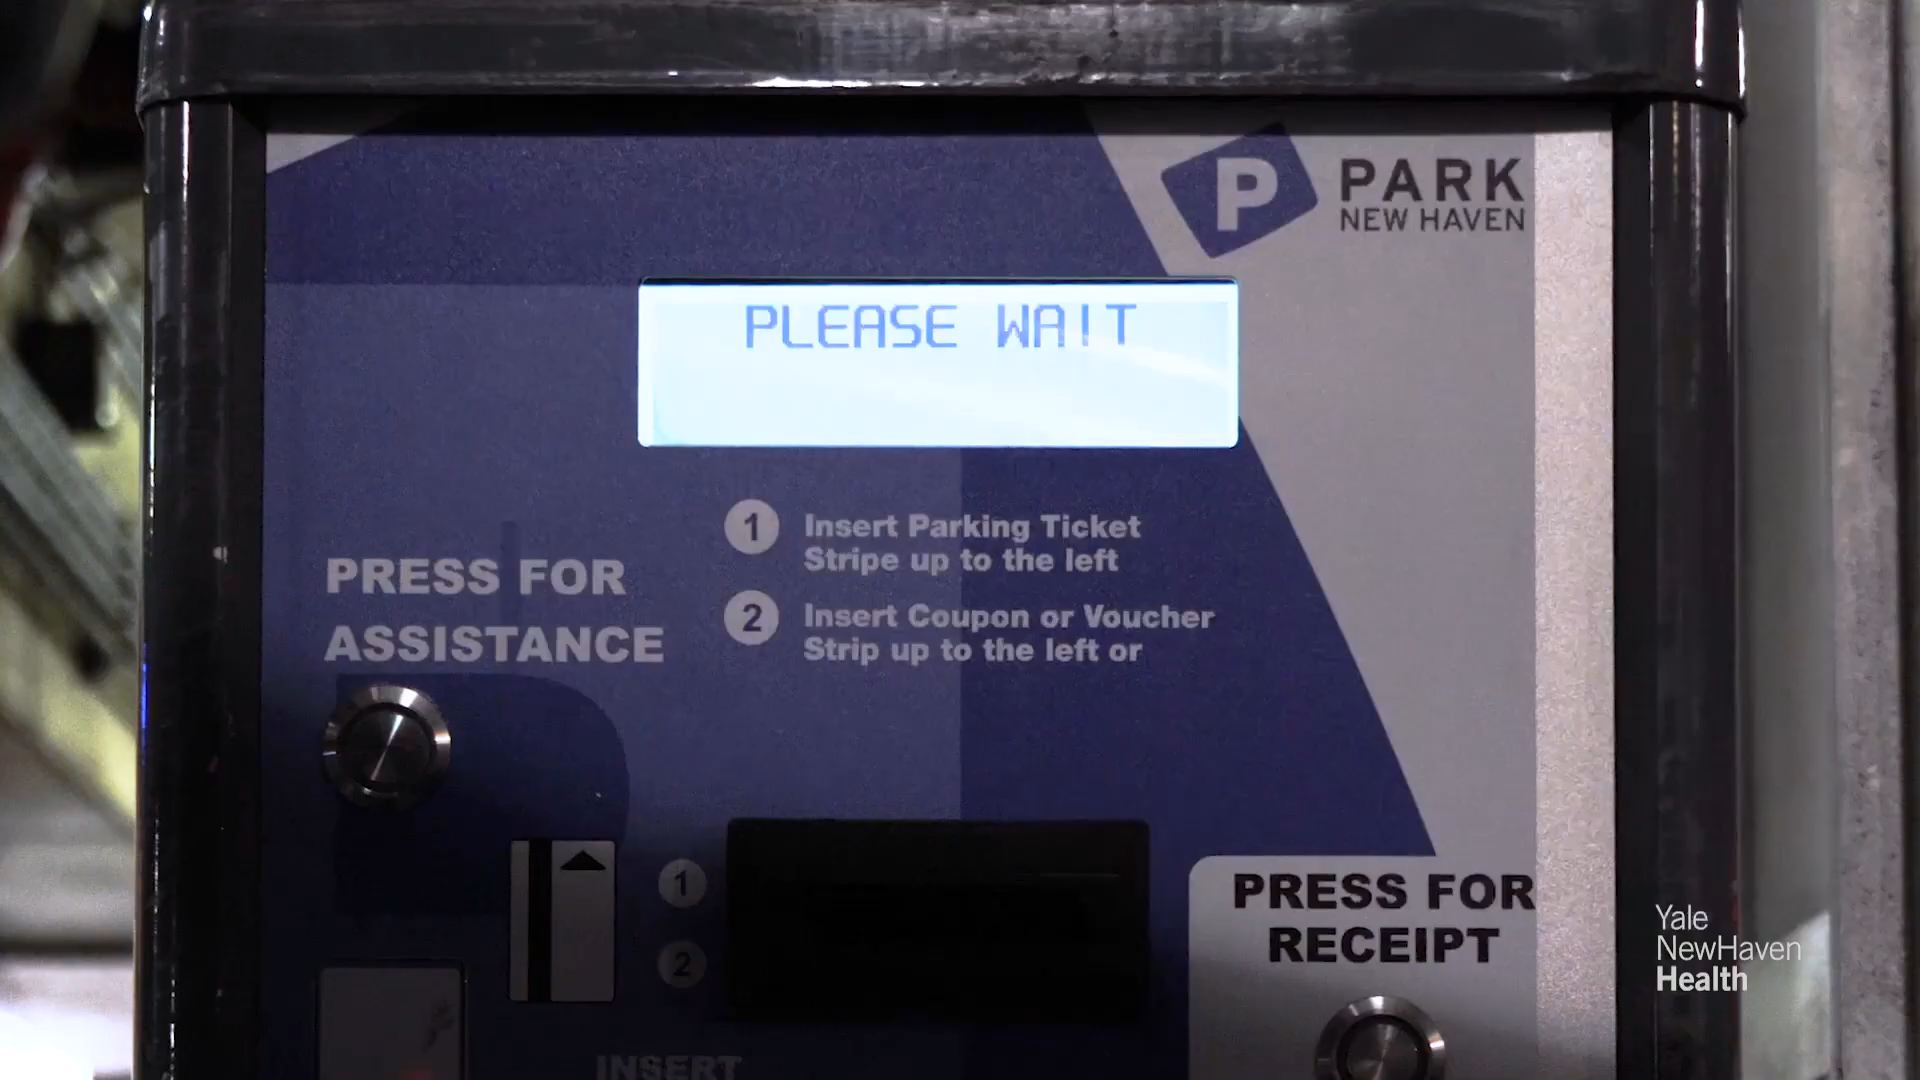 P
PARK
NEW HAVEN
PLEASE WAIT
1 Insert Parking Ticket
Stripe up to the left
2 Insert Coupon or Voucher
Strip up to the left or
PRESS FOR
ASSISTANCE
1
2
PRESS FOR
RECEIPT
INSERT
Yale
NewHaven
Health